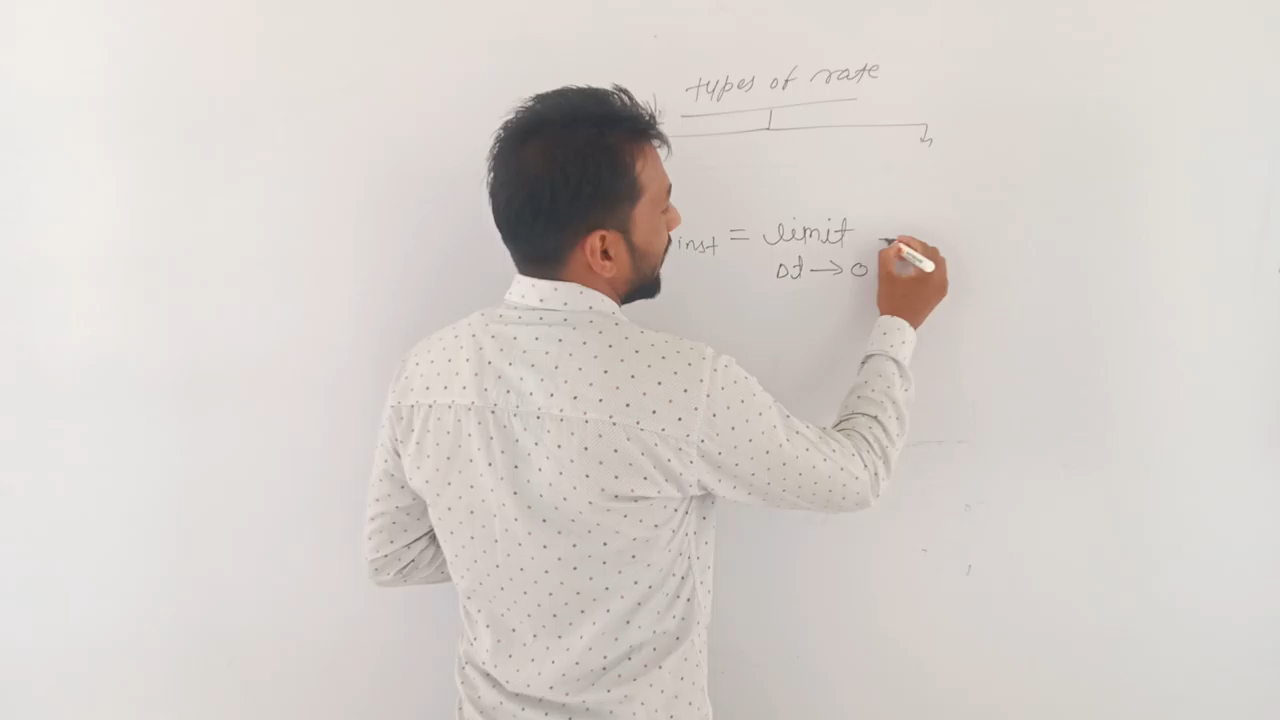 types of rate
inst = limit
Δt → 0